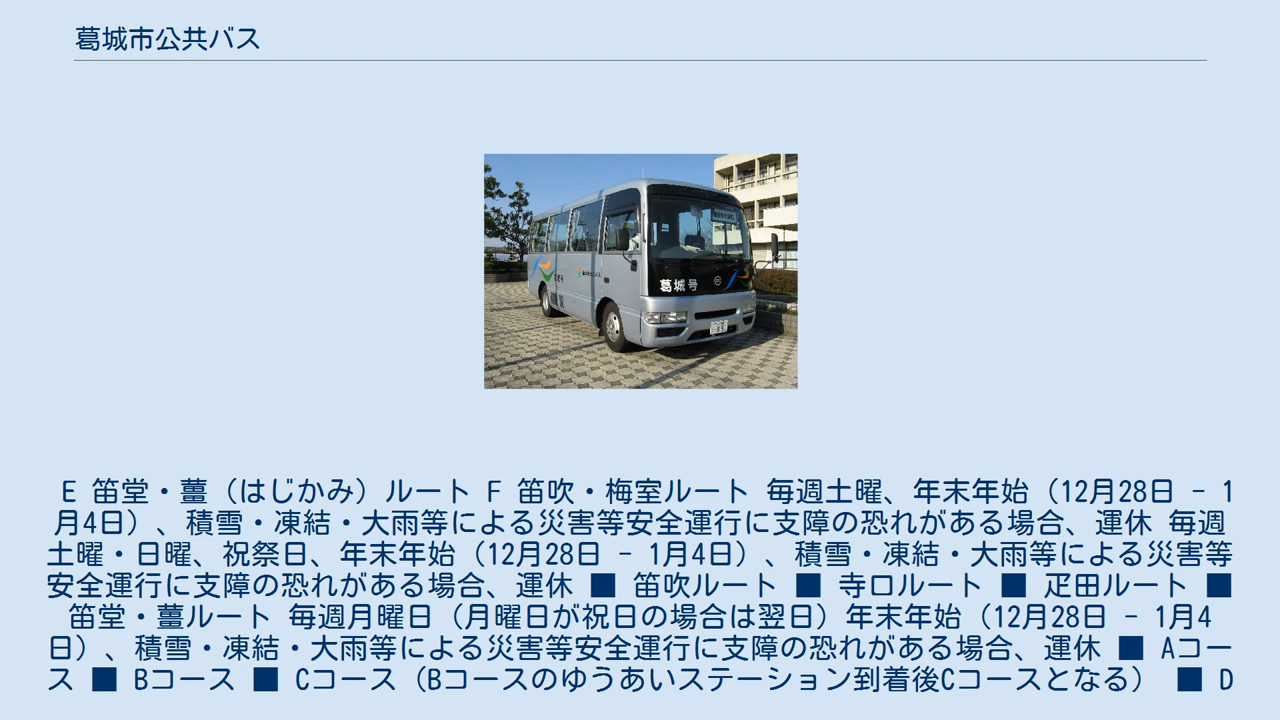 葛城市公共バス
葛城号
E 笛堂・薑（はじかみ）ルート F 笛吹・梅室ルート 毎週土曜、年末年始（12月28日 - 1
月4日）、積雪・凍結・大雨等による災害等安全運行に支障の恐れがある場合、運休 毎週
土曜・日曜、祝祭日、年末年始（12月28日 - 1月4日）、積雪・凍結・大雨等による災害等
安全運行に支障の恐れがある場合、運休 ■ 笛吹ルート ■ 寺口ルート ■ 疋田ルート ■
笛堂・薑ルート 毎週月曜日（月曜日が祝日の場合は翌日）年末年始（12月28日 - 1月4
日）、積雪・凍結・大雨等による災害等安全運行に支障の恐れがある場合、運休 ■ Aコー
ス ■ Bコース ■ Cコース（BコースのゆうあいステーションB到着後Cコースとなる） ■ D